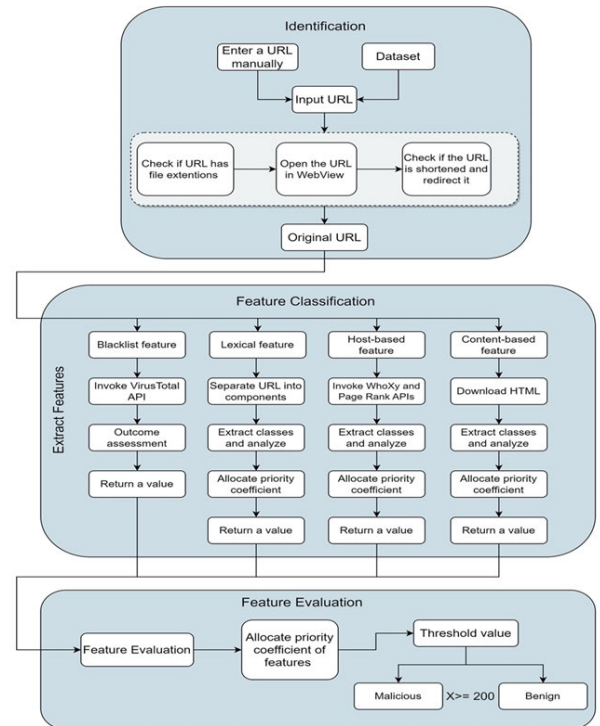 Identification
Enter a URL
manually
Dataset
Input URL
Check if URL has
file extentions
Open the URL
in WebView
Check if the URL
is shortened and
redirect it
Original URL
Feature Classification
Extract Features
Blacklist feature
Invoke VirusTotal
API
Outcome
assessment
Return a value
Lexical feature
Separate URL into
components
Extract classes
and analyze
Allocate priority
coefficient
Return a value
Host-based
feature
Invoke WhoXy and
Page Rank APIs
Extract classes
and analyze
Allocate priority
coefficient
Return a value
Content-based
feature
Download HTML
Extract classes
and analyze
Allocate priority
coefficient
Return a value
Feature Evaluation
Feature Evaluation
Allocate priority
coefficient of
features
Threshold value
Malicious
X>= 200
Benign